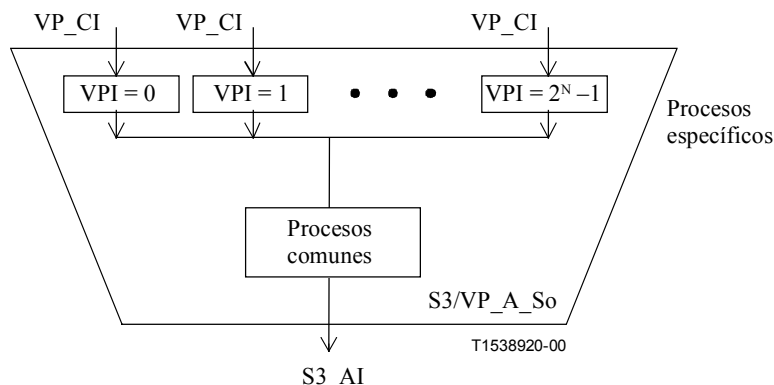 VP_CI VP_CI VP_CI
VPI = 0 VPI = 1 • • • VPI = 2ᴺ –1
Procesos
específicos
Procesos
comunes
S3/VP_A_So
T1538920-00
S3_AI